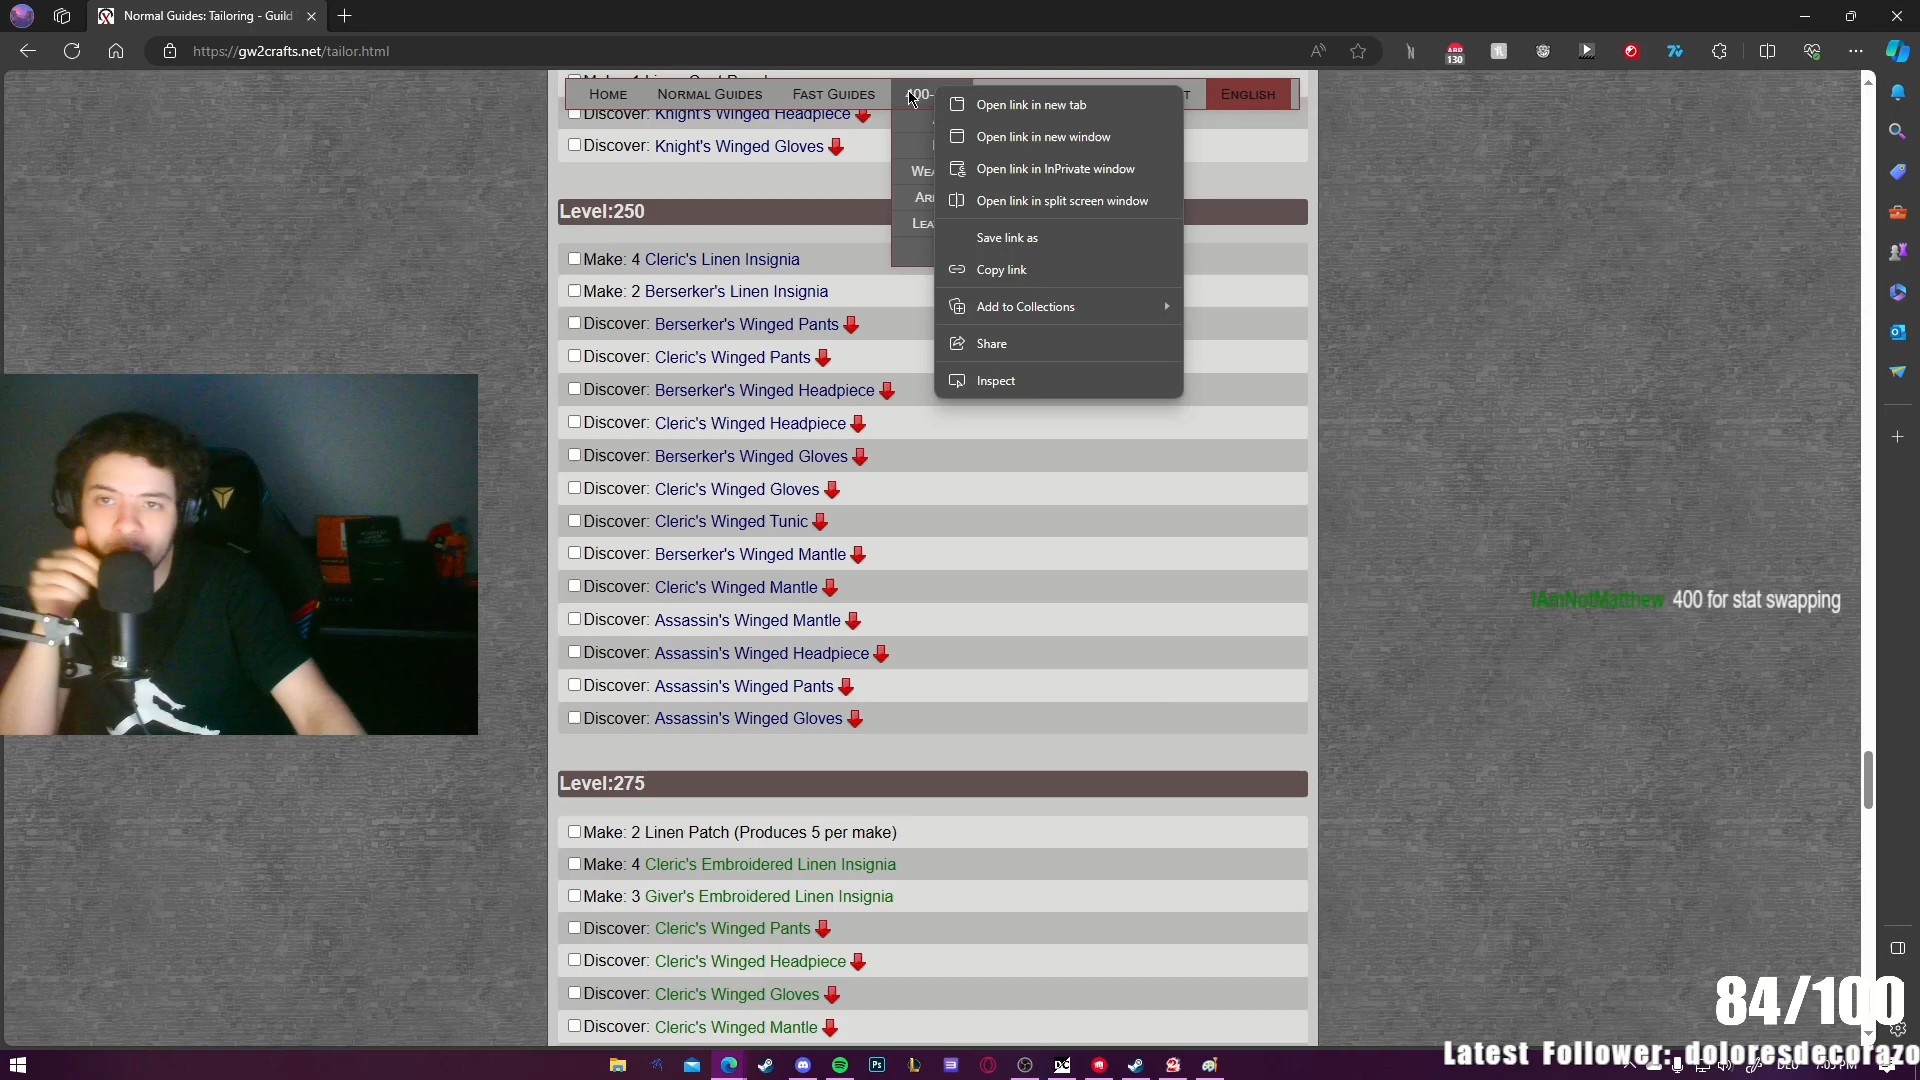 Normal Guides: Tailoring - Guild
https://gw2crafts.net/tailor.html
130
HOME NORMAL GUIDES FAST GUIDES 400- T ENGLISH
Discover: Knight's Winged Headpiece
Discover: Knight's Winged Gloves
Open link in new tab
Open link in new window
Open link in InPrivate window
Open link in split screen window
Save link as
Copy link
Add to Collections
Share
Inspect
Level:250
Make: 4 Cleric's Linen Insignia
Make: 2 Berserker's Linen Insignia
Discover: Berserker's Winged Pants
Discover: Cleric's Winged Pants
Discover: Berserker's Winged Headpiece
Discover: Cleric's Winged Headpiece
Discover: Berserker's Winged Gloves
Discover: Cleric's Winged Gloves
Discover: Cleric's Winged Tunic
Discover: Berserker's Winged Mantle
Discover: Cleric's Winged Mantle
Discover: Assassin's Winged Mantle
Discover: Assassin's Winged Headpiece
Discover: Assassin's Winged Pants
Discover: Assassin's Winged Gloves
IAmNotMatthew 400 for stat swapping
Level:275
Make: 2 Linen Patch (Produces 5 per make)
Make: 4 Cleric's Embroidered Linen Insignia
Make: 3 Giver's Embroidered Linen Insignia
Discover: Cleric's Winged Pants
Discover: Cleric's Winged Headpiece
Discover: Cleric's Winged Gloves
Discover: Cleric's Winged Mantle
84/100
Latest Follower: doloresdecorazo